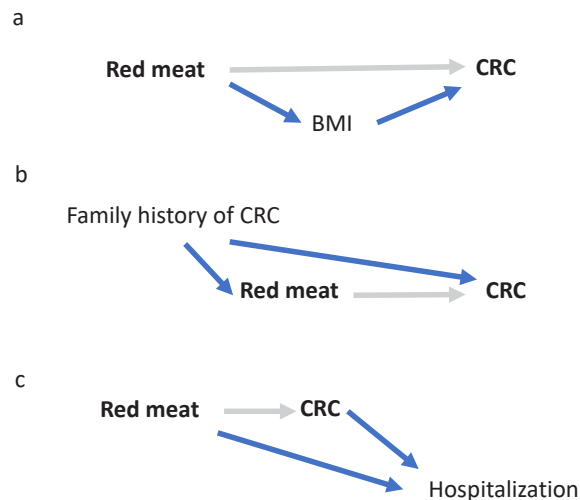 a
Red meat CRC
BMI
b
Family history of CRC
Red meat CRC
c
Red meat CRC
Hospitalization